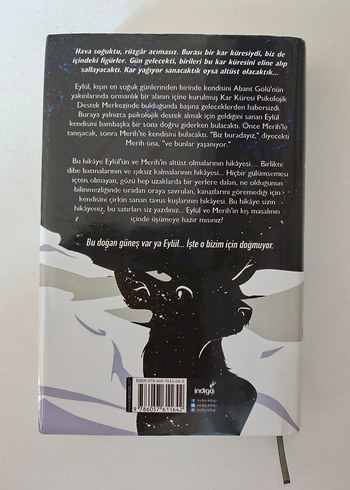 Hava soğuktu, rüzgâr acımasız. Burası bir kar küresiydi, biz de
içindeki figürler. Gün gelecekti, birileri bu kar küresini eline alıp
sallayacaktı. Kar yağıyor sanacaktık oysa altüst olacaktık...
Eylül, kışın en soğuk günlerinden birinde kendisini Abant Gölü'nün
yakınlarında ormanlık bir alanın içine kurulmuş Kar Küresi Psikolojik
Destek Merkezinde bulduğunda başına geleceklerden habersizdi.
Buraya yalnızca psikolojik destek almak için geldiğini sanan Eylül
kendisini bambaşka bir sona doğru giderken bulacaktı. Önce Merih'le
tanışacak, sonra Merih'te kendisini bulacaktı. "Biz buradayız," diyecekti
Merih ona, "ve bunlar yaşanıyor."
Bu hikâye Eylül'ün ve Merih'in altüst olmalarının hikâyesi... Birlikte
dibe batmalarının ve ışıksız kalmalarının hikâyesi... Hiçbir gülümsemesi
içten olmayan, gözü hep uzaklarda bir yerlere dalan, ne olduğunun
bilinmezliğinde oradan oraya savrulan, kanatlarını göremediği için
kendisini çirkin sanan tavus kuşlarının hikâyesi. Bu hikâye sizin
hikâyeniz, bu satırları siz yazdınız... Eylül ve Merih'in kış masalının
içinde üşümeye hazır mısınız?
Bu doğan güneş var ya Eylül... İşte o bizim için doğmuyor.
9 786057 611642
indigo